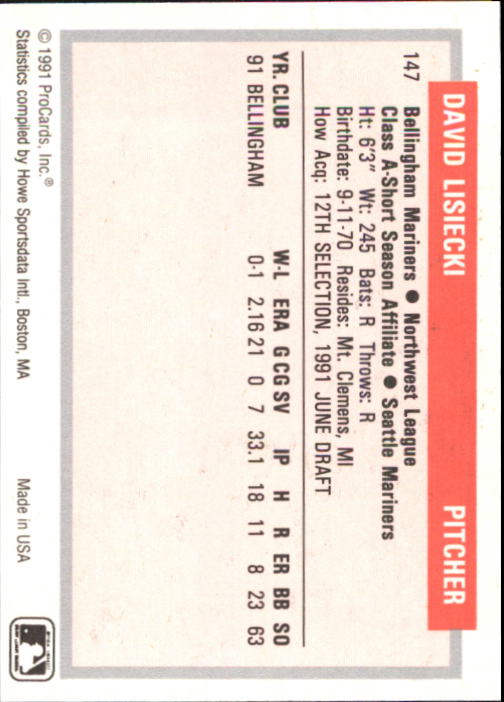 DAVID LISIECKI PITCHER
147 Bellingham Mariners ● Northwest League
Class A-Short Season Affiliate ● Seattle Mariners
Ht: 6'3" Wt: 245 Bats: R Throws: R
Birthdate: 9-11-70 Resides: Mt. Clemens, MI
How Acq: 12TH SELECTION, 1991 JUNE DRAFT
YR. CLUB W-L ERA G CG SV IP H R ER BB SO
91 BELLINGHAM 0-1 2.16 21 0 7 33.1 18 11 8 23 63
© 1991 ProCards, Inc.® Made in USA
Statistics compiled by Howe Sportsdata Intl., Boston, MA